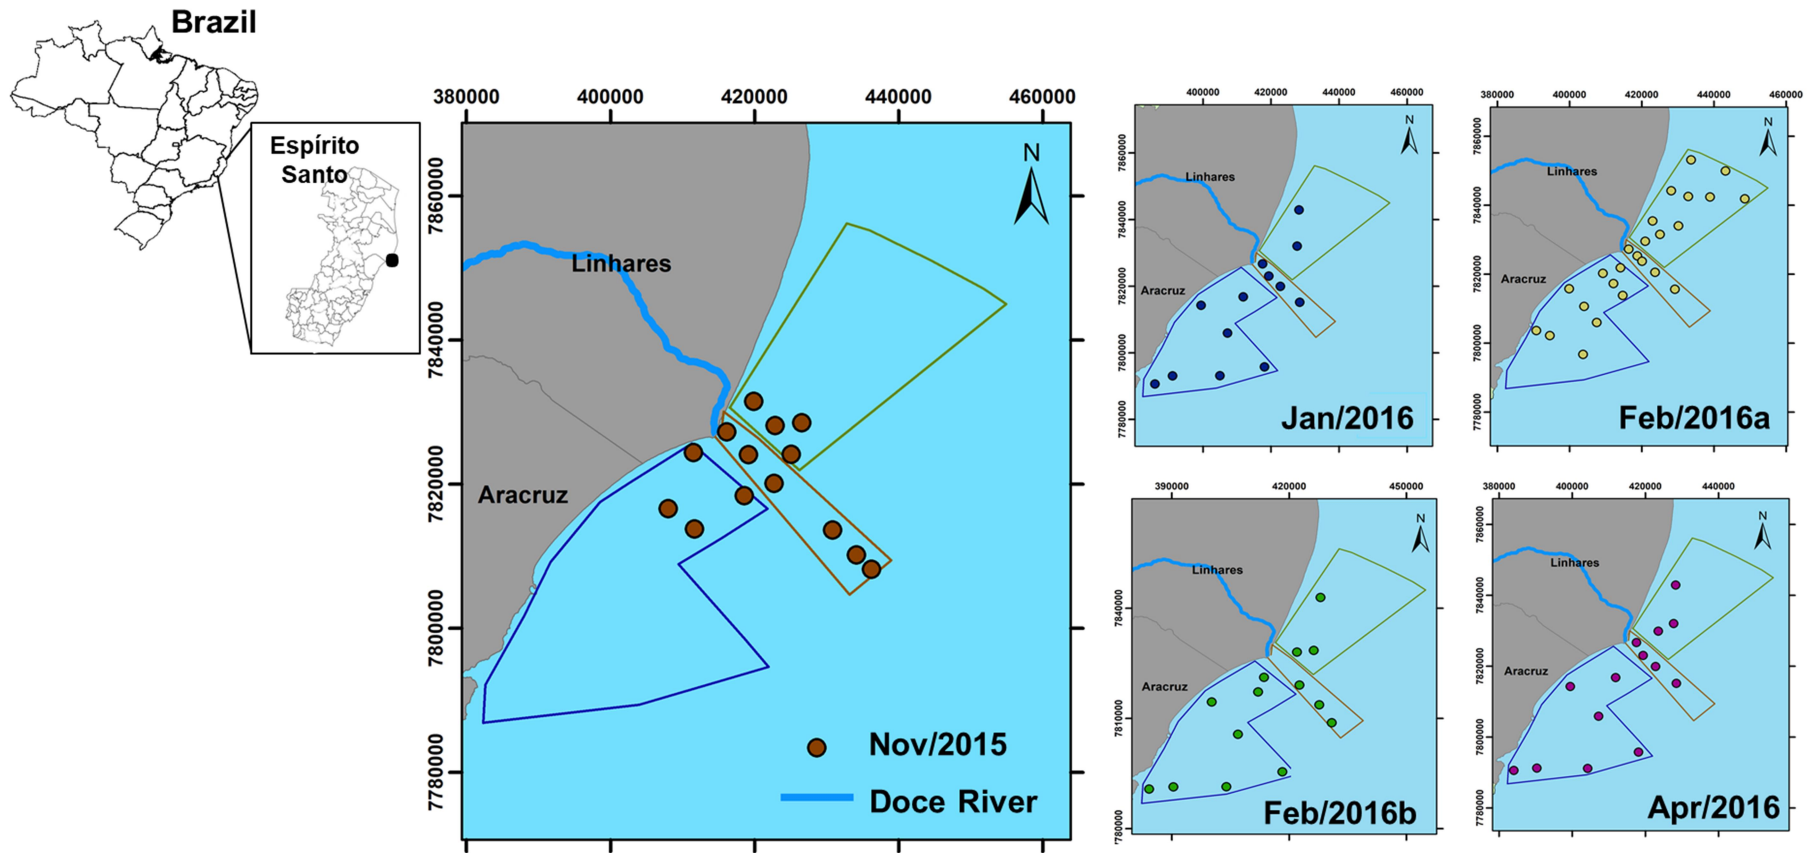 Brazil
Espírito
Santo
380000 400000 420000 440000 460000
7860000
7840000
7820000
7800000
7780000
N
Linhares
Aracruz
Nov/2015
Doce River
400000 420000 440000 460000
7860000
7840000
7820000
7800000
7780000
N
Linhares
Aracruz
Jan/2016
380000 400000 420000 440000 460000
7860000
7840000
7820000
7800000
7780000
N
Linhares
Aracruz
Feb/2016a
390000 420000 450000
7840000
7810000
7780000
N
Linhares
Aracruz
Feb/2016b
380000 400000 420000 440000
7860000
7840000
7820000
7800000
7780000
N
Linhares
Aracruz
Apr/2016